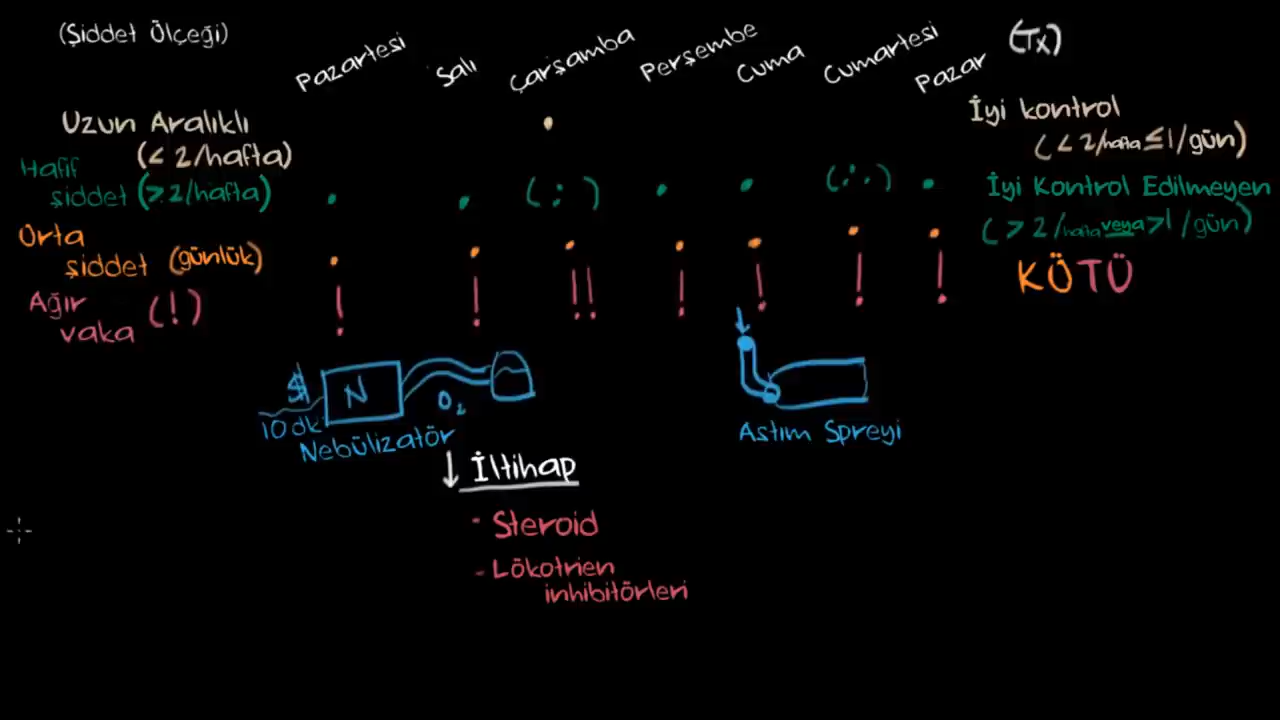 (Şiddet Ölçeği)
Pazartesi
Salı
Çarşamba
Perşembe
Cuma
Cumartesi
Pazar
(Tx)
Uzun Aralıklı
(< 2/hafta)
Hafif
şiddet (>2/hafta)
Orta
şiddet (günlük)
Ağır
vaka (!)
İyi kontrol
(< 2/hafta ≤1/gün)
İyi Kontrol Edilmeyen
(> 2/hafta veya >1/gün)
KÖTÜ
$
10 dk
N
O₂
Nebülizatör
Astım Spreyi
↓ İltihap
- Steroid
- Lökotrien
inhibitörleri